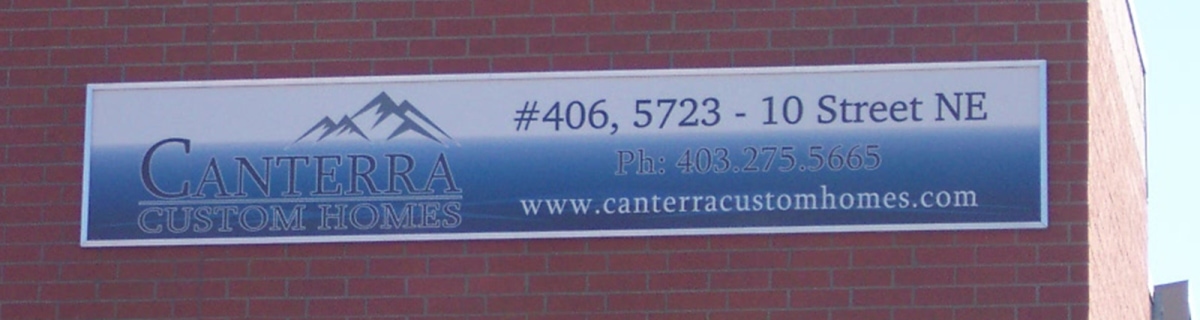 CANTERRA
CUSTOM HOMES
#406, 5723 - 10 Street NE
Ph: 403.275.5665
www.canterracustomhomes.com